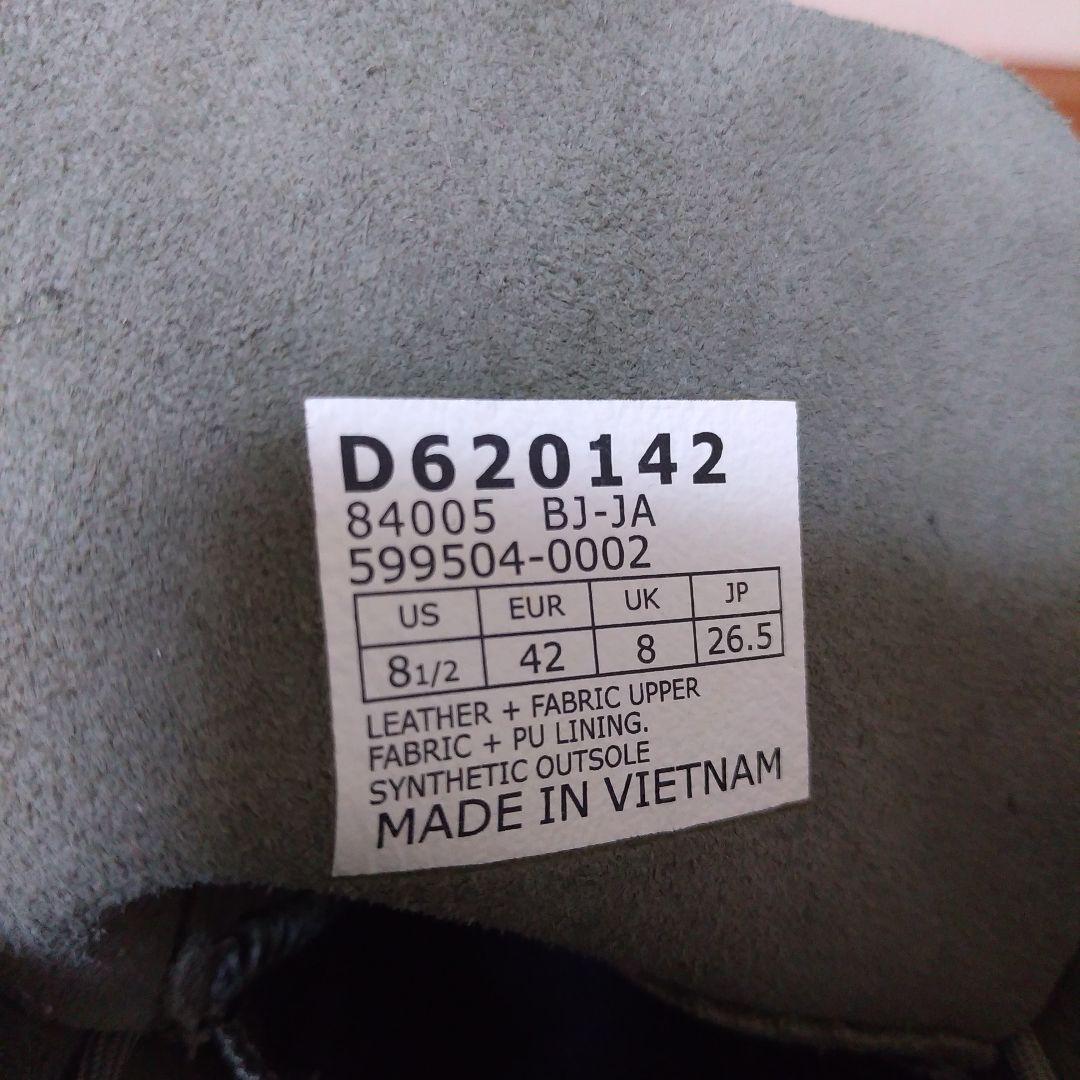 D620142
84005 BJ-JA
599504-0002
US EUR UK JP
8 1/2 42 8 26.5
LEATHER + FABRIC UPPER
FABRIC + PU LINING.
SYNTHETIC OUTSOLE
MADE IN VIETNAM